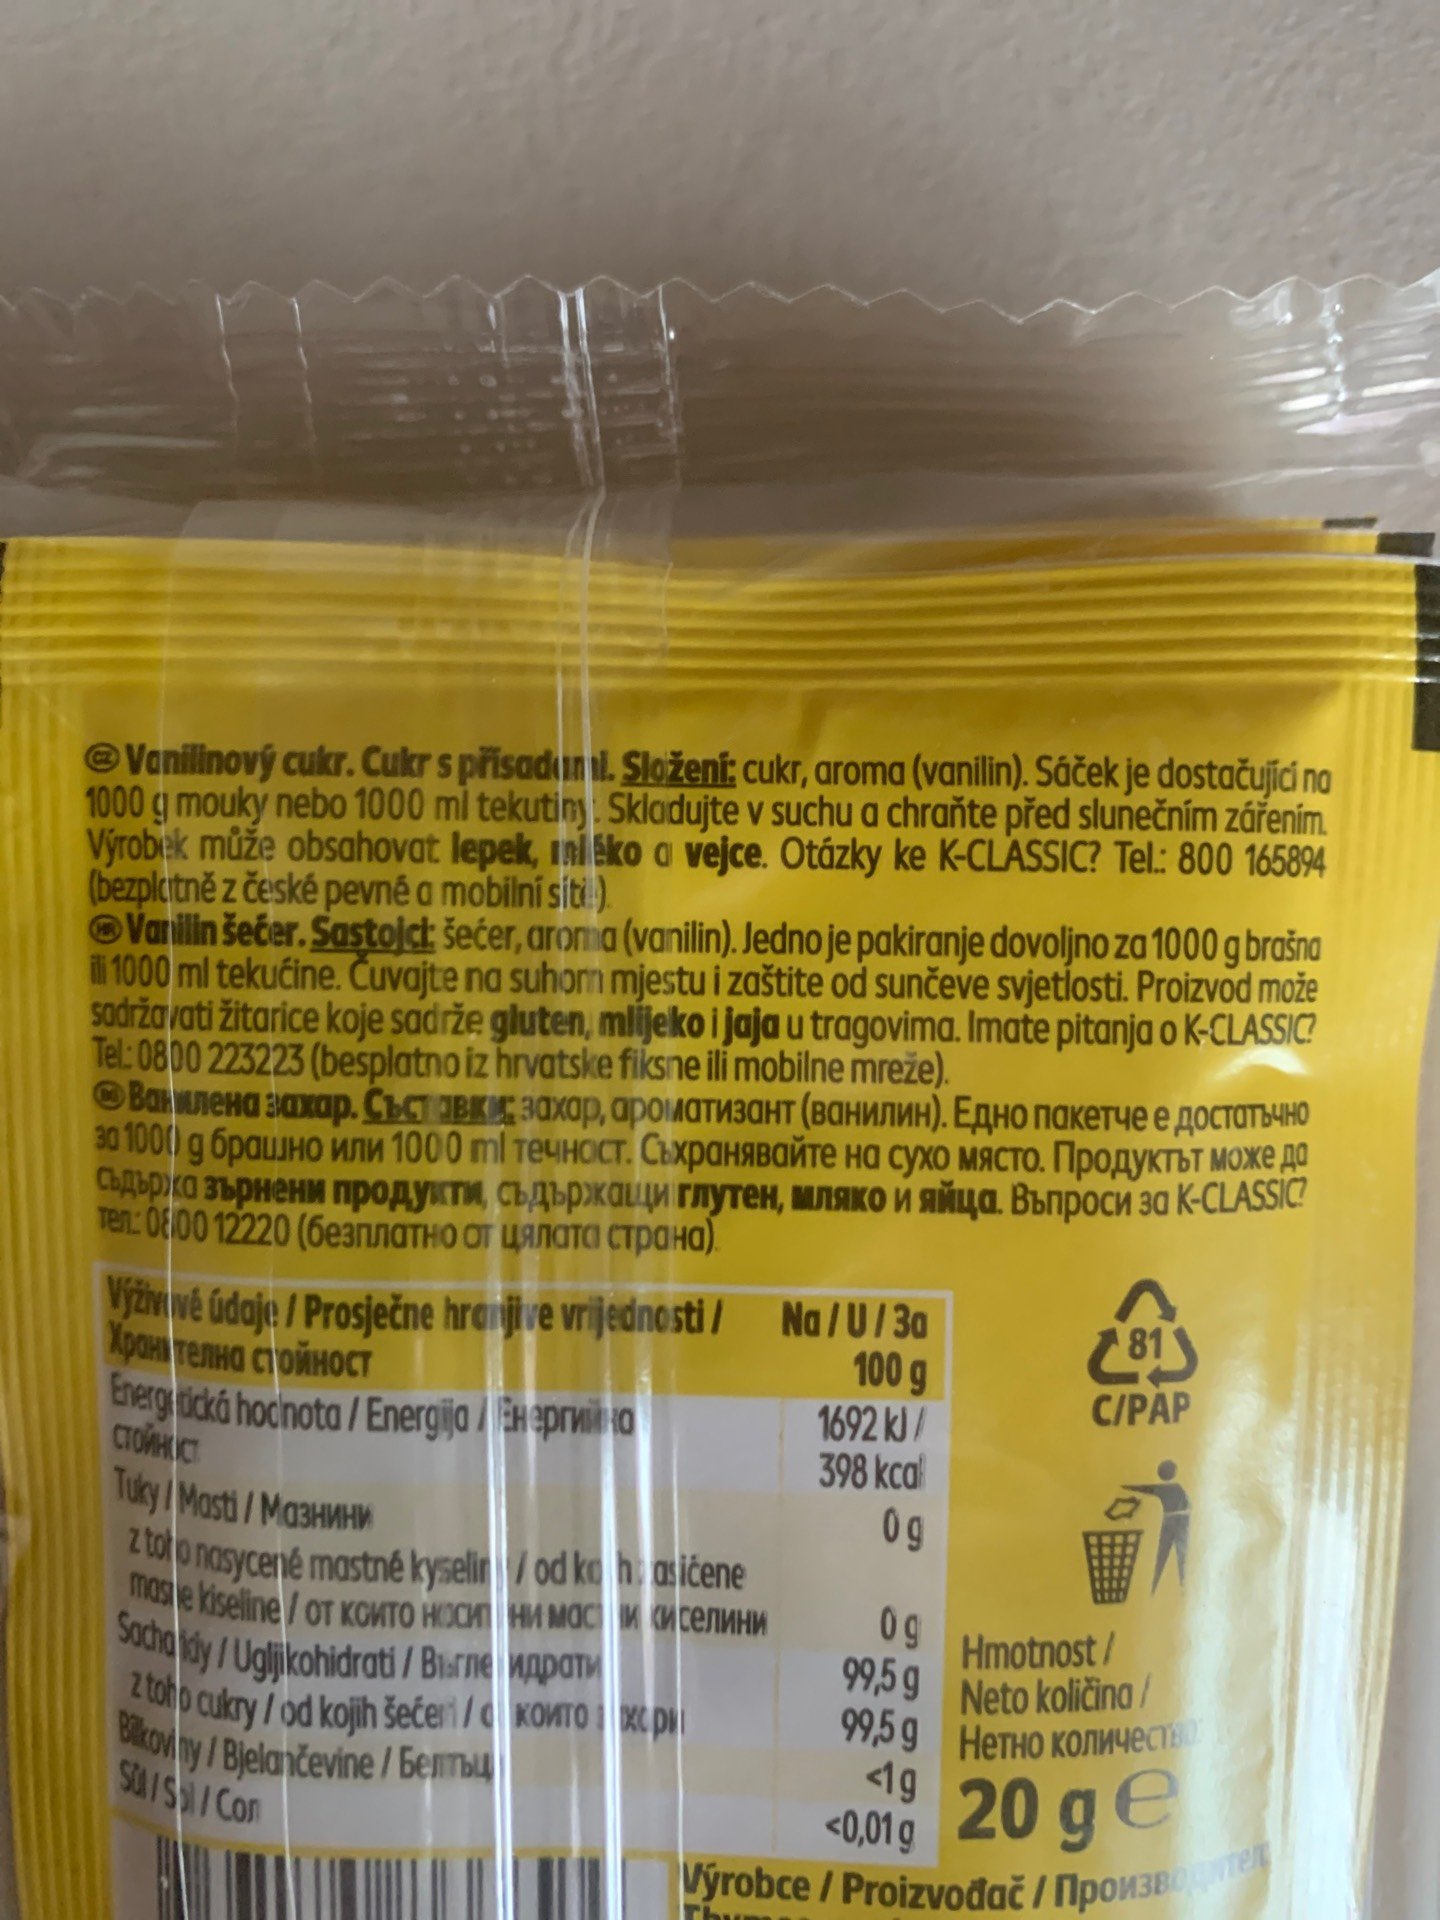 CZ Vanilinový cukr. Cukr s přísadami. Složení: cukr, aroma (vanilin). Sáček je dostačující na
1000 g mouky nebo 1000 ml tekutiny. Skladujte v suchu a chraňte před slunečním zářením.
Výrobek může obsahovat lepek, mléko a vejce. Otázky ke K-CLASSIC? Tel.: 800 165894
(bezplatně z české pevné a mobilní sítě).
HR Vanilin šećer. Sastojci: šećer, aroma (vanilin). Jedno je pakiranje dovoljno za 1000 g brašna
ili 1000 ml tekućine. Čuvajte na suhom mjestu i zaštite od sunčeve svjetlosti. Proizvod može
sadržavati žitarice koje sadrže gluten, mlijeko i jaja u tragovima. Imate pitanja o K-CLASSIC?
Tel.: 0800 223223 (besplatno iz hrvatske fiksne ili mobilne mreže).
BG Ванилена захар. Съставки: захар, ароматизант (ванилин). Едно пакетче е достатъчно
за 1000 g брашно или 1000 ml течност. Съхранявайте на сухо място. Продуктът може да
съдържа зърнени продукти, съдържащи глутен, мляко и яйца. Въпроси за K-CLASSIC?
тел.: 0800 12220 (безплатно от цялата страна).
Výživové údaje / Prosječne hranjive vrijednosti / Na / U / За
Хранителна стойност 100 g
Energetická hodnota / Energija / Енергийна 1692 kJ /
стойност 398 kcal
Tuky / Masti / Мазнини 0 g
z toho nasycené mastné kyseliny / od kojih zasićene
masne kiseline / от които наситени мастни киселини 0 g
Sacharidy / Ugljikohidrati / Въглехидрати 99,5 g
z toho cukry / od kojih šećeri / от които захари 99,5 g
Bílkoviny / Bjelančevine / Белтъци <1 g
Sůl / Sol / Сол <0,01 g
81
C/PAP
Hmotnost /
Neto količina /
Нетно количество:
20 g e
Výrobce / Proizvođač / Производител: